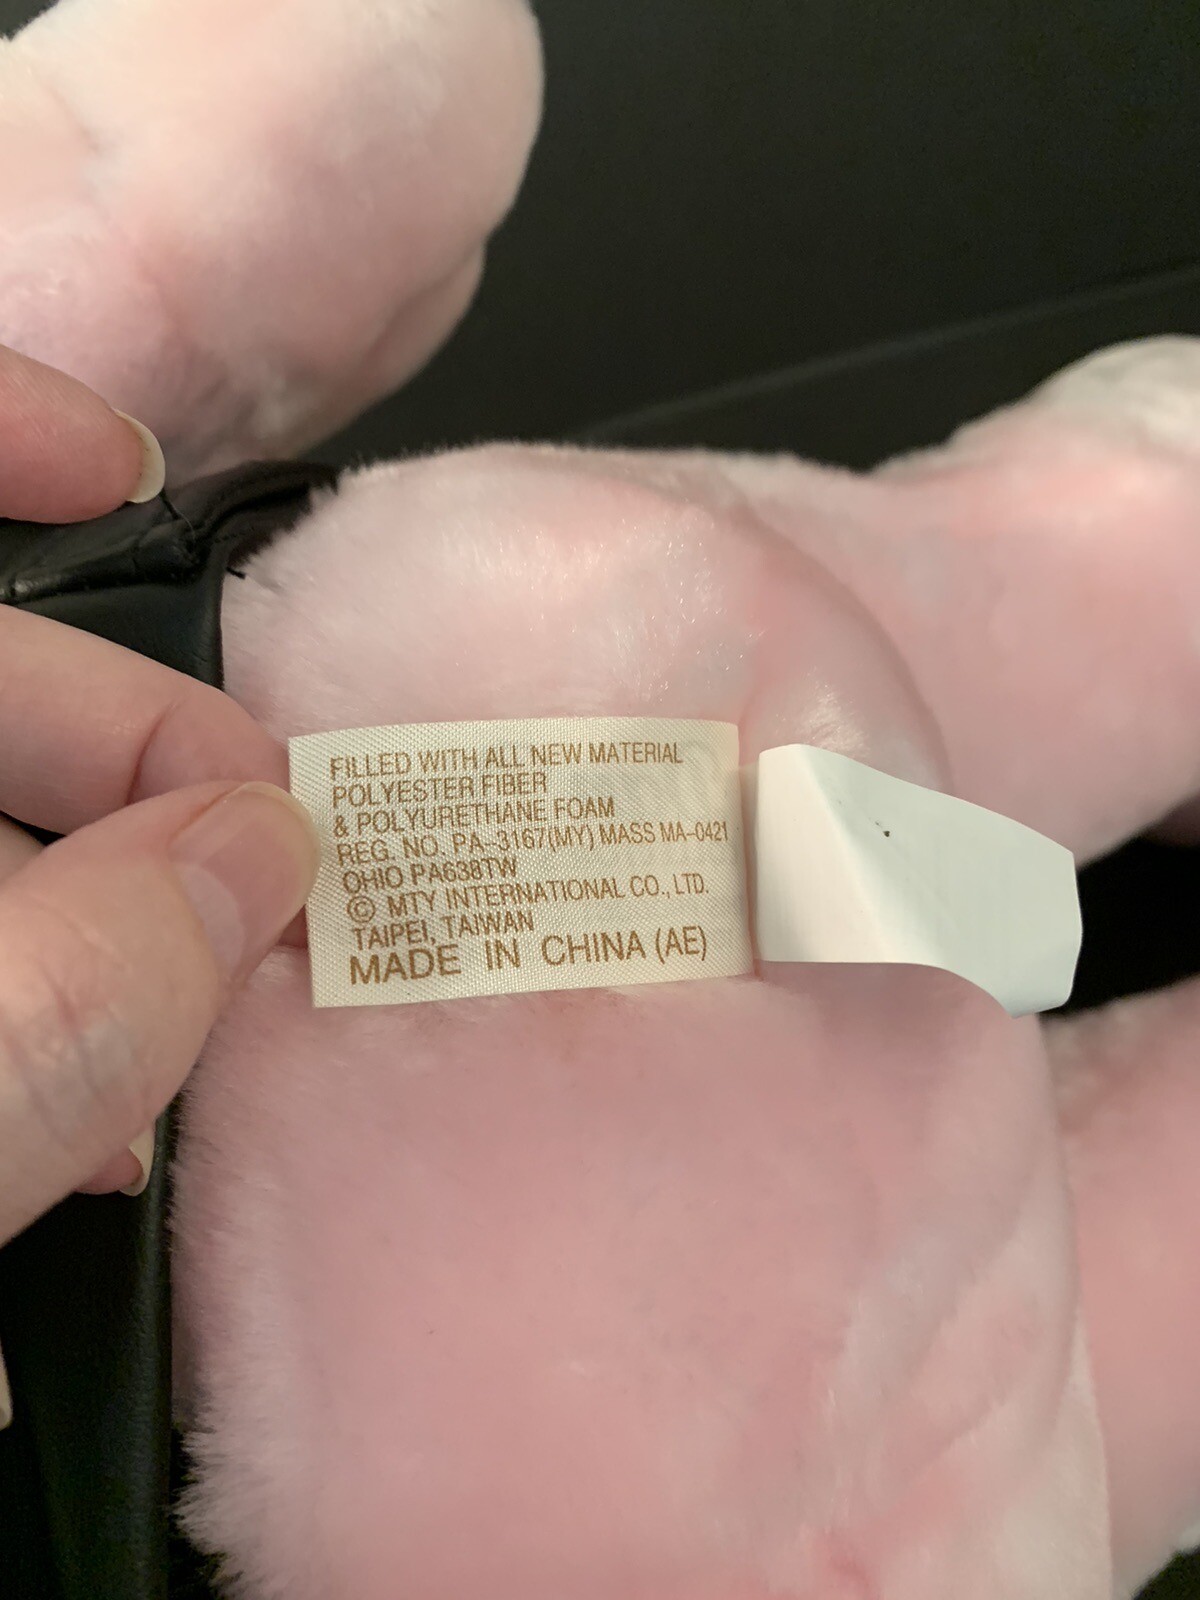 FILLED WITH ALL NEW MATERIAL
POLYESTER FIBER
& POLYURETHANE FOAM
REG. NO. PA-3167(MY) MASS MA-0421
OHIO PA638TW
© MTY INTERNATIONAL CO., LTD.
TAIPEI, TAIWAN
MADE IN CHINA (AE)